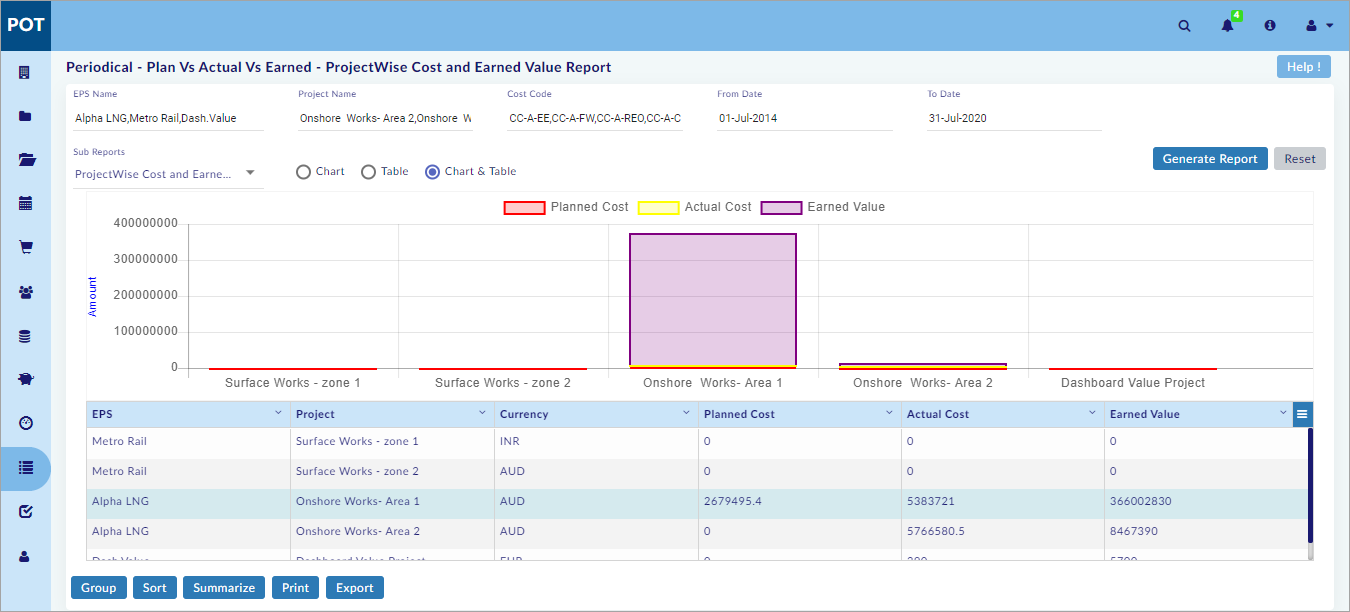 POT
4
Periodical - Plan Vs Actual Vs Earned - ProjectWise Cost and Earned Value Report
Help !
EPS Name Project Name Cost Code From Date To Date
Alpha LNG,Metro Rail,Dash.Value Onshore Works- Area 2,Onshore W CC-A-EE,CC-A-FW,CC-A-REO,CC-A-C 01-Jul-2014 31-Jul-2020
Sub Reports
ProjectWise Cost and Earne... Chart Table Chart & Table
Generate Report Reset
Planned Cost Actual Cost Earned Value
400000000
300000000
200000000
100000000
0
Amount
Surface Works - zone 1 Surface Works - zone 2 Onshore Works- Area 1 Onshore Works- Area 2 Dashboard Value Project
EPS Project Currency Planned Cost Actual Cost Earned Value
Metro Rail Surface Works - zone 1 INR 0 0 0
Metro Rail Surface Works - zone 2 AUD 0 0 0
Alpha LNG Onshore Works- Area 1 AUD 2679495.4 5383721 366002830
Alpha LNG Onshore Works- Area 2 AUD 0 5766580.5 8467390
Dash.Value Dashboard Value Project EUR 0
Group Sort Summarize Print Export